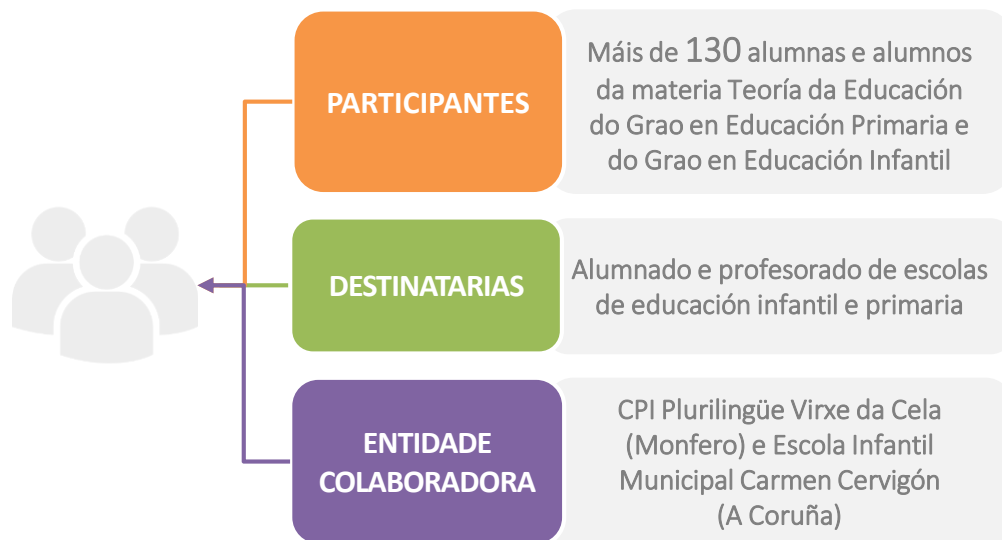 PARTICIPANTES
Máis de 130 alumnas e alumnos
da materia Teoría da Educación
do Grao en Educación Primaria e
do Grao en Educación Infantil
DESTINATARIAS
Alumnado e profesorado de escolas
de educación infantil e primaria
ENTIDADE
COLABORADORA
CPI Plurilingüe Virxe da Cela
(Monfero) e Escola Infantil
Municipal Carmen Cervigón
(A Coruña)